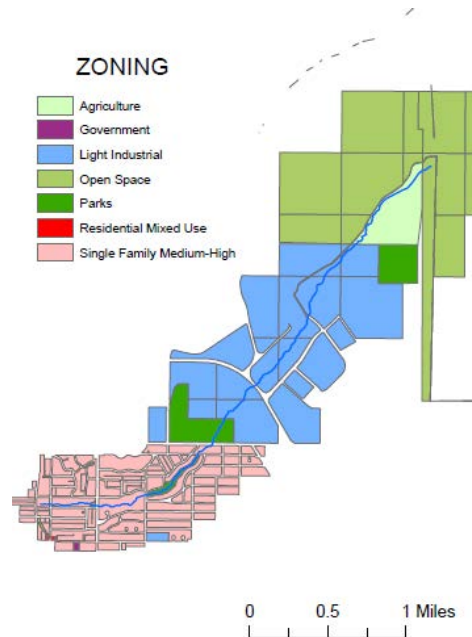 ZONING
Agriculture
Government
Light Industrial
Open Space
Parks
Residential Mixed Use
Single Family Medium-High
0 0.5 1 Miles